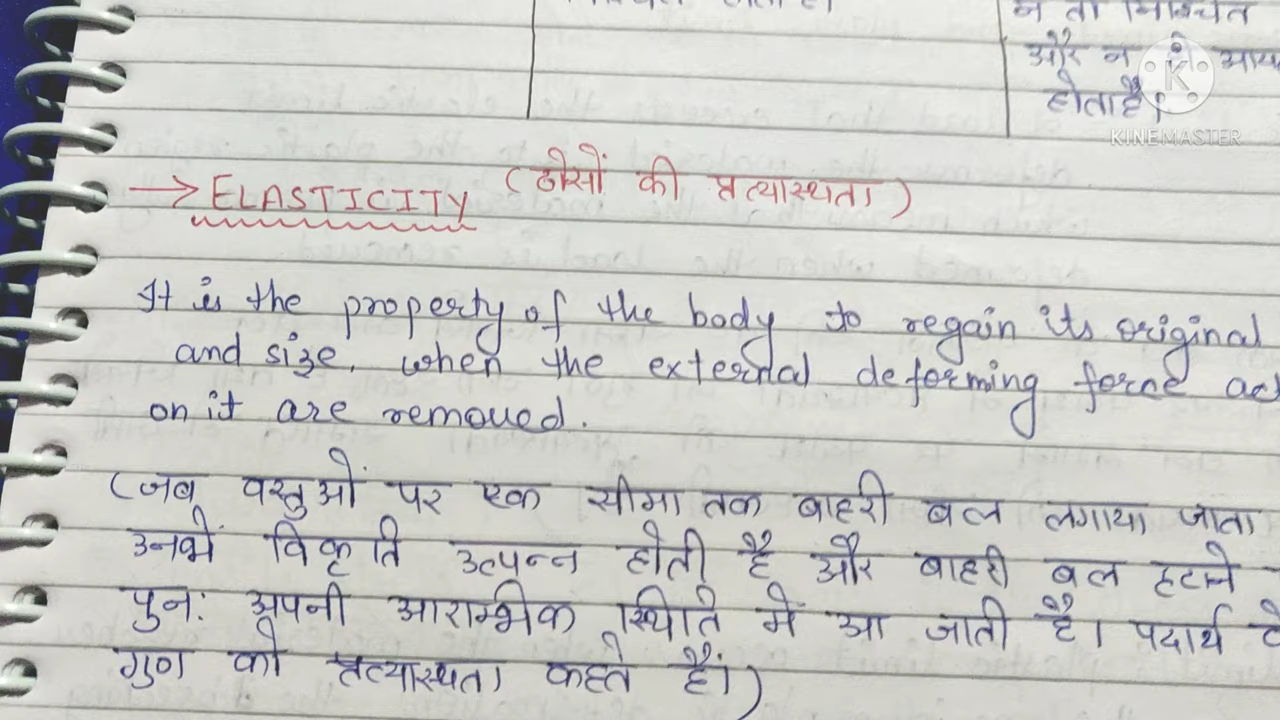 न तो निश्चित
और न ही
होता है।
KINEMASTER
→ ELASTICITY (ठोसों की प्रत्यास्थता)
It is the property of the body to regain its original
and size. when the external deforming force act
on it are removed.
(जब वस्तुओं पर एक सीमा तक बाहरी बल लगाया जाता
उनमें विकृति उत्पन्न होती है और बाहरी बल हटाने
पुनः अपनी आराम्भिक स्थिति में आ जाती है। पदार्थ
गुण को प्रत्यास्थता कहते हैं।)